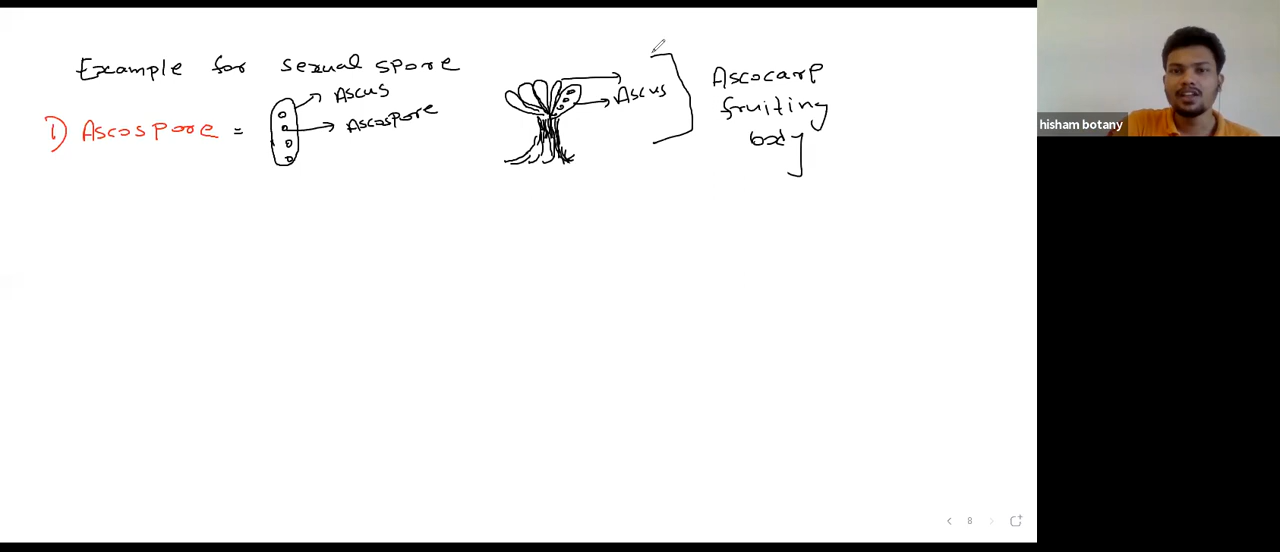 Example for sexual spore
1) Ascospore =
Ascus
Ascospore
Ascus
Ascocarp
fruiting
body
hisham botany
8